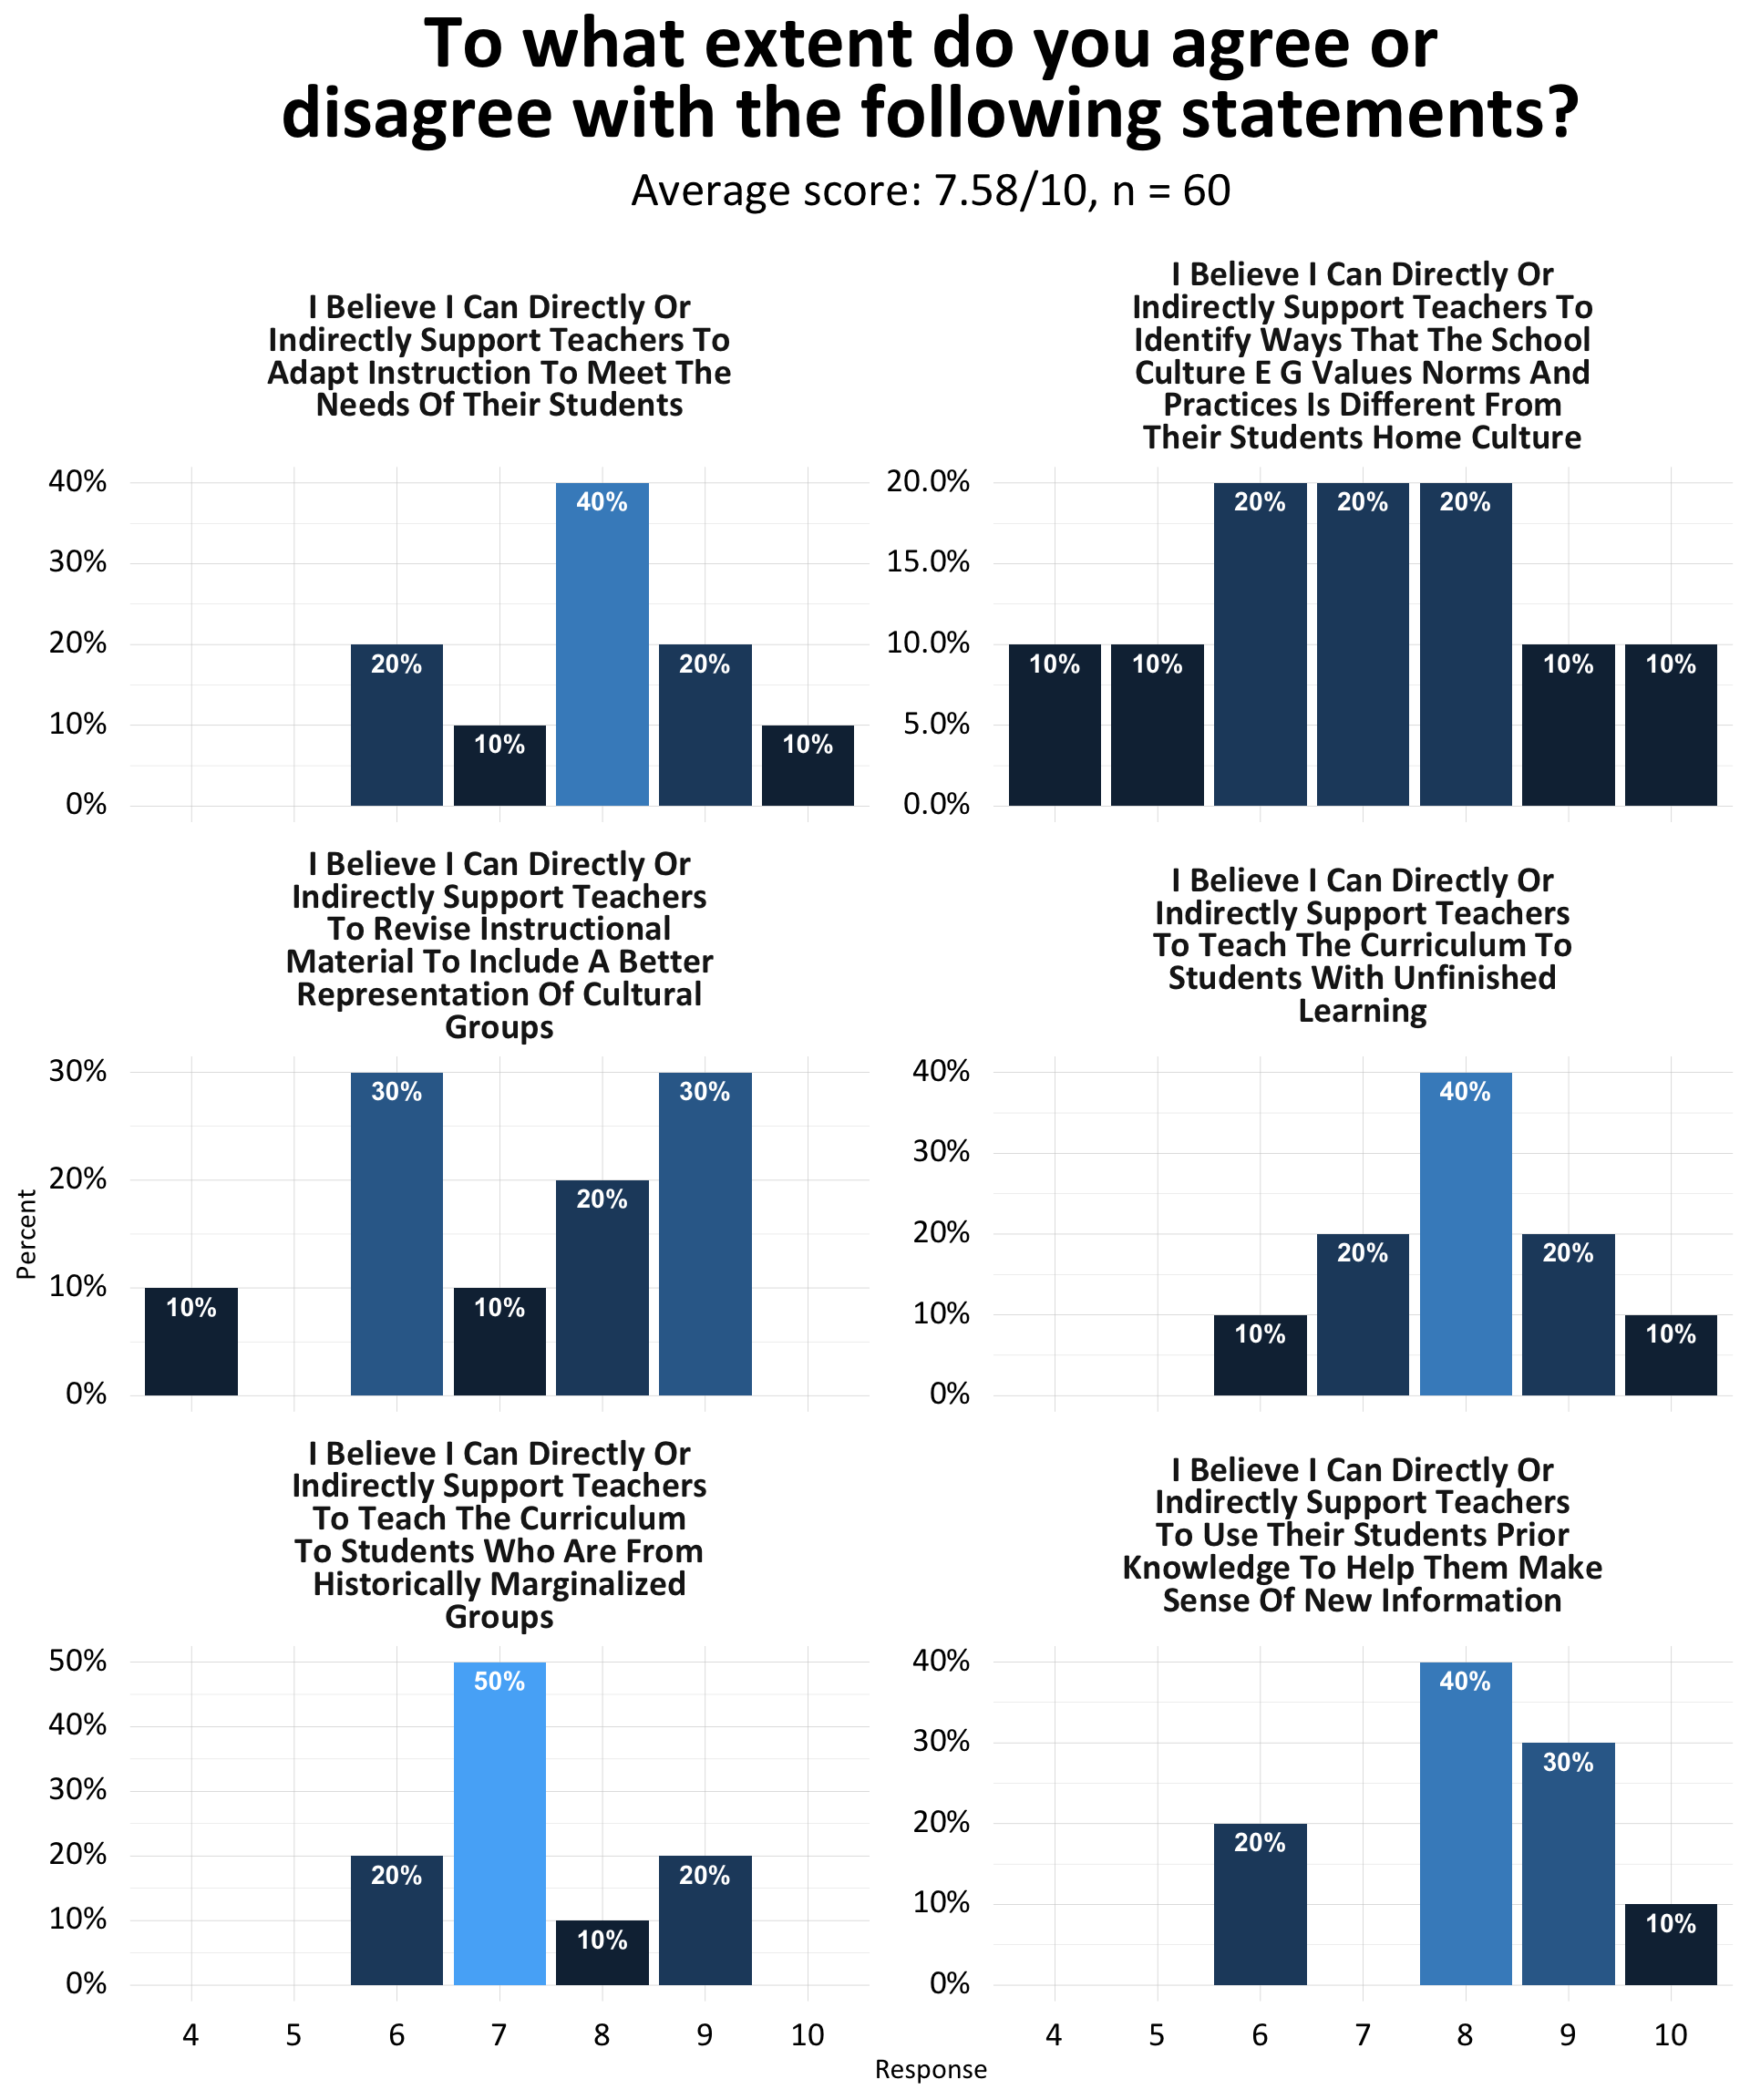 To what extent do you agree or
disagree with the following statements?
Average score: 7.58/10, n = 60
I Believe I Can Directly Or
Indirectly Support Teachers To
Adapt Instruction To Meet The
Needs Of Their Students
40%
30%
20%
10%
0%
20%
10%
40%
20%
10%
I Believe I Can Directly Or
Indirectly Support Teachers To
Identify Ways That The School
Culture E G Values Norms And
Practices Is Different From
Their Students Home Culture
20.0%
15.0%
10.0%
5.0%
0.0%
10%
10%
20%
20%
20%
10%
10%
Percent
I Believe I Can Directly Or
Indirectly Support Teachers
To Revise Instructional
Material To Include A Better
Representation Of Cultural
Groups
30%
20%
10%
0%
10%
30%
10%
20%
30%
I Believe I Can Directly Or
Indirectly Support Teachers
To Teach The Curriculum To
Students With Unfinished
Learning
40%
30%
20%
10%
0%
10%
20%
40%
20%
10%
I Believe I Can Directly Or
Indirectly Support Teachers
To Teach The Curriculum
To Students Who Are From
Historically Marginalized
Groups
50%
40%
30%
20%
10%
0%
20%
50%
10%
20%
4 5 6 7 8 9 10
I Believe I Can Directly Or
Indirectly Support Teachers
To Use Their Students Prior
Knowledge To Help Them Make
Sense Of New Information
40%
30%
20%
10%
0%
20%
40%
30%
10%
4 5 6 7 8 9 10
Response